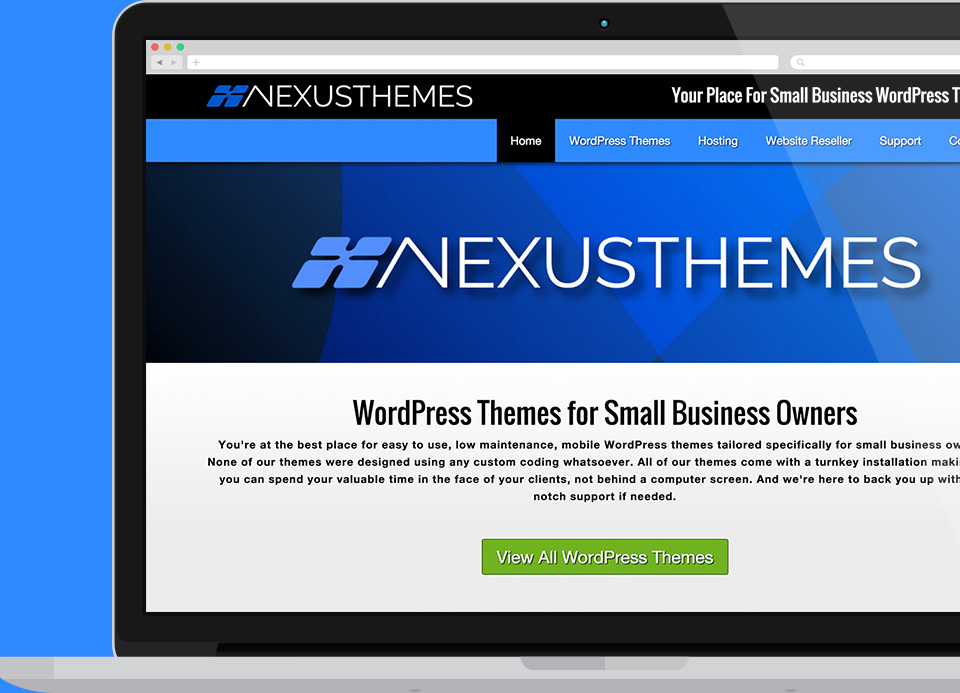 NEXUSTHEMES
Your Place For Small Business WordPress T
Home WordPress Themes Hosting Website Reseller Support Co
NEXUSTHEMES
WordPress Themes for Small Business Owners
You're at the best place for easy to use, low maintenance, mobile WordPress themes tailored specifically for small business ow
None of our themes were designed using any custom coding whatsoever. All of our themes come with a turnkey installation maki
you can spend your valuable time in the face of your clients, not behind a computer screen. And we're here to back you up with
notch support if needed.
View All WordPress Themes